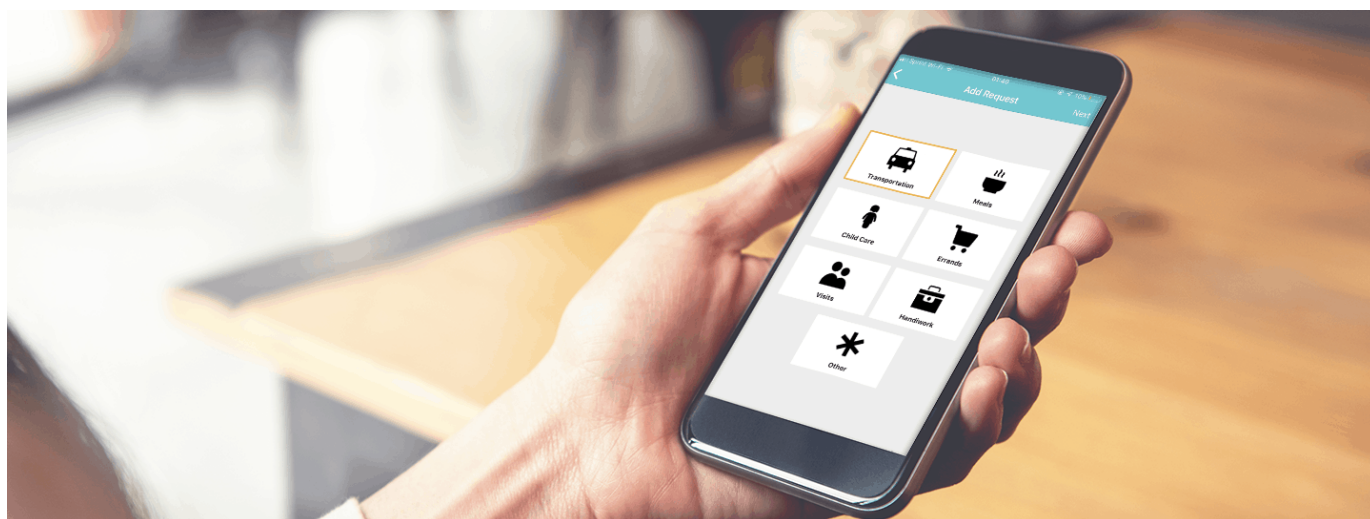 Add Request
Next
Transportation
Meals
Child Care
Errands
Visits
Handiwork
Other